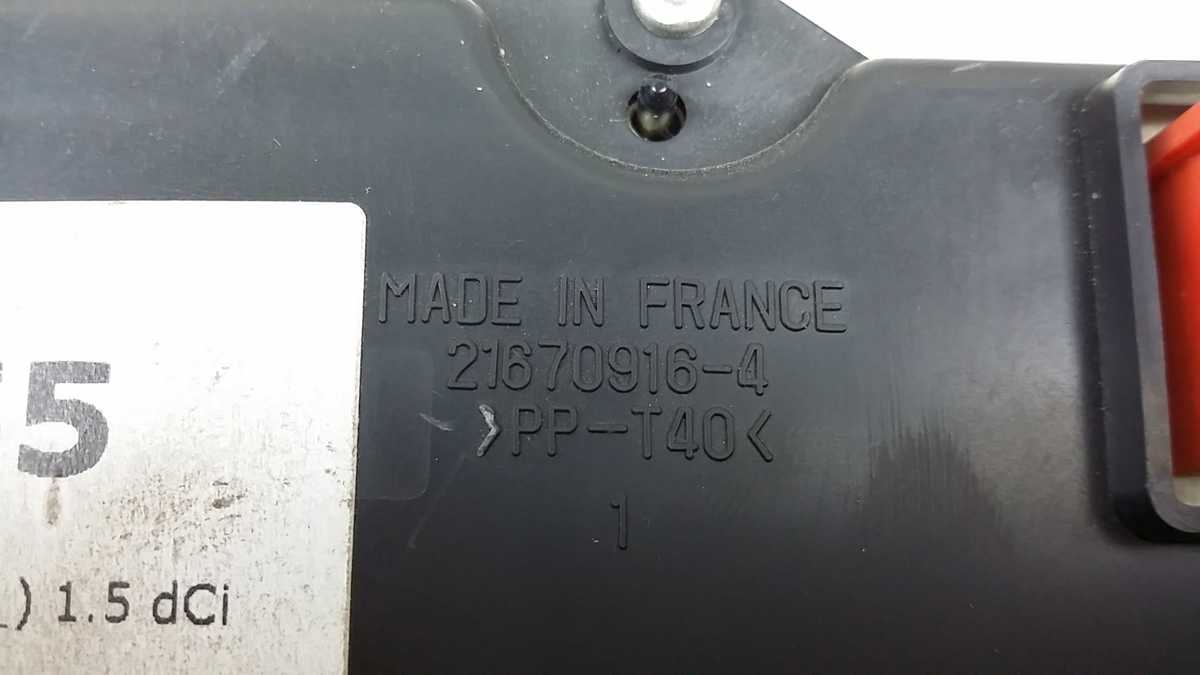 MADE IN FRANCE
21670916-4
>PP-T40<
1
5
) 1.5 dCi